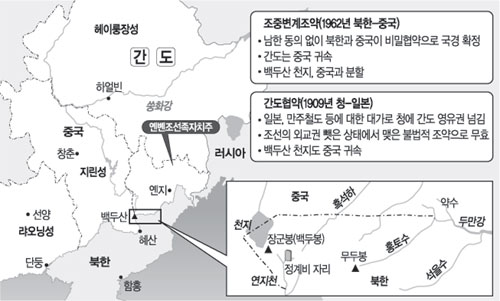 헤이룽장성
간도
하얼빈
쑹화강
중국
창춘
지린성
옌볜조선족자치주
러시아
옌지
선양
랴오닝성
백두산
혜산
단둥
북한
함흥
조중변계조약(1962년 북한-중국)
• 남한 동의 없이 북한과 중국이 비밀협약으로 국경 확정
• 간도는 중국 귀속
• 백두산 천지, 중국과 분할
간도협약(1909년 청-일본)
• 일본, 만주철도 등에 대한 대가로 청에 간도 영유권 넘김
• 조선의 외교권 뺏은 상태에서 맺은 불법적 조약으로 무효
• 백두산 천지도 중국 귀속
중국
흑석하
약수
두만강
천지
장군봉(백두봉)
홍토수
무두봉
정계비 자리
석을수
연지천
북한